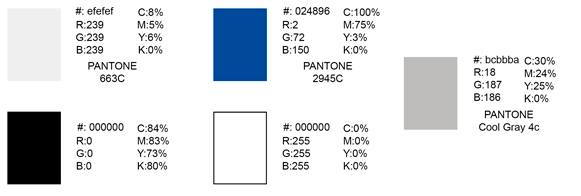 #: efefef C:8%
R:239 M:5%
G:239 Y:6%
B:239 K:0%
PANTONE
663C
#: 024896 C:100%
R:2 M:75%
G:72 Y:3%
B:150 K:0%
PANTONE
2945C
#: bcbbba C:30%
R:18 M:24%
G:187 Y:25%
B:186 K:0%
PANTONE
Cool Gray 4c
#: 000000 C:84%
R:0 M:83%
G:0 Y:73%
B:0 K:80%
#: 000000 C:0%
R:255 M:0%
G:255 Y:0%
B:255 K:0%